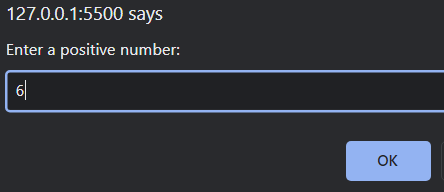 127.0.0.1:5500 says
Enter a positive number:
6
OK